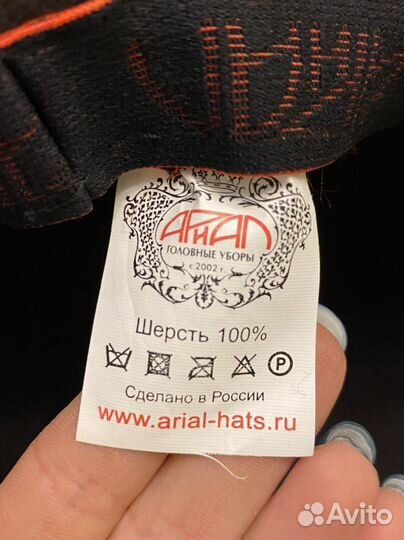 АРИАЛ
ГОЛОВНЫЕ УБОРЫ
с 2002 г.
Шерсть 100%
P
Сделано в России
www.arial-hats.ru
Avito